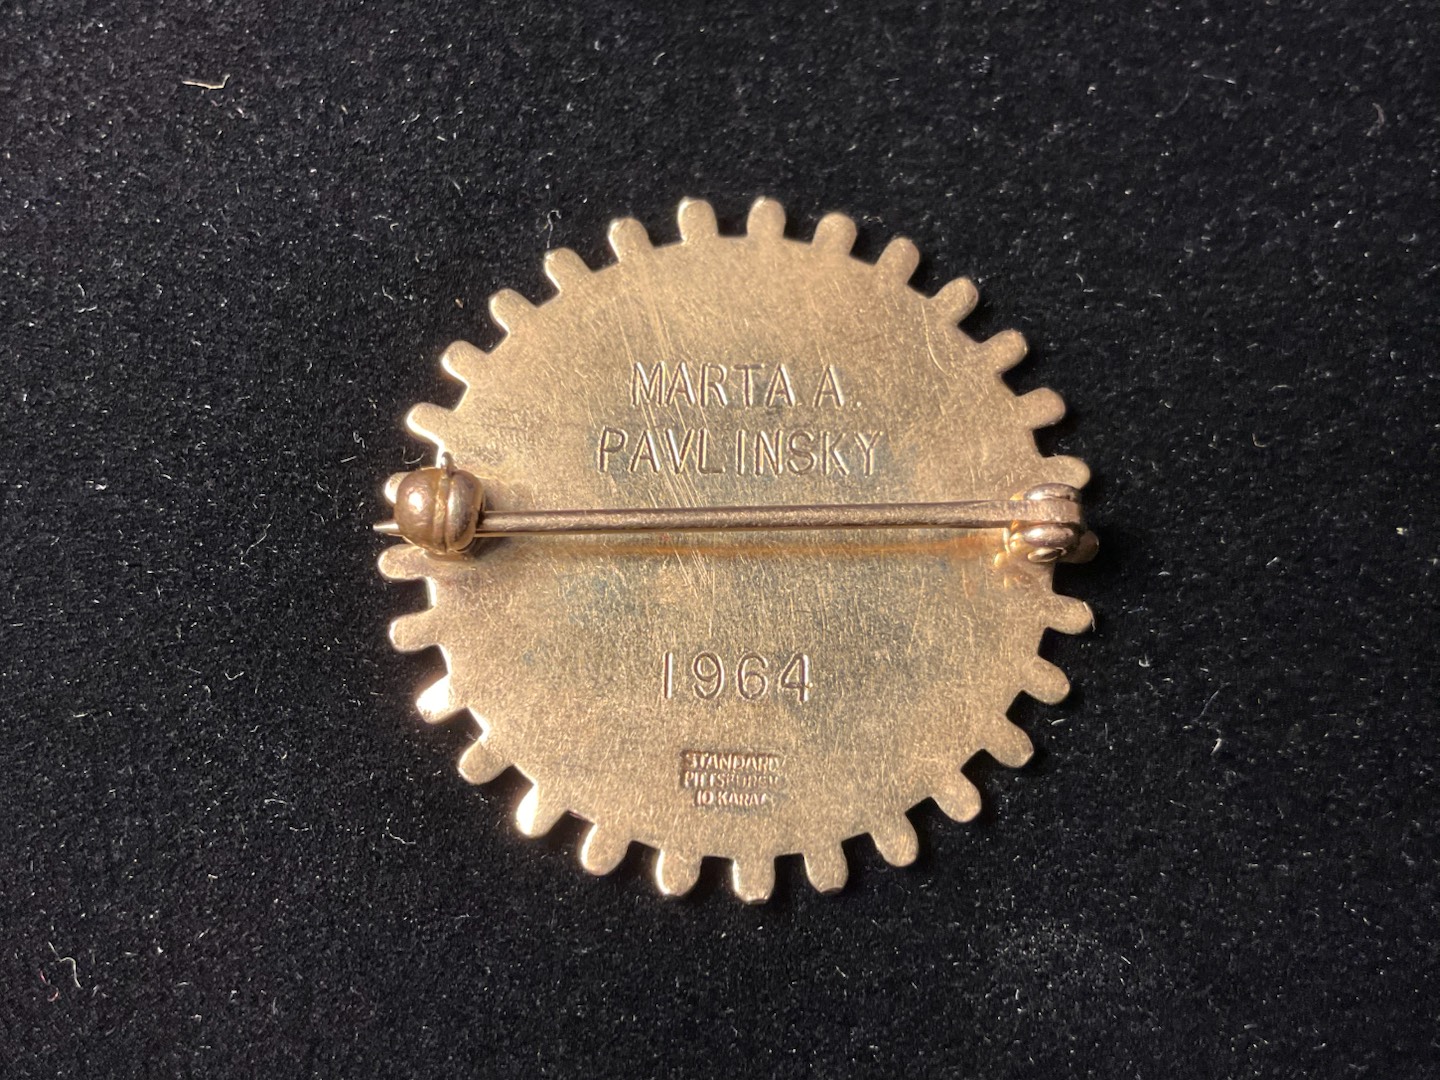 MARTA A.
PAVLINSKY
1964
STANDARD
PITTSBURGH
10 KARAT